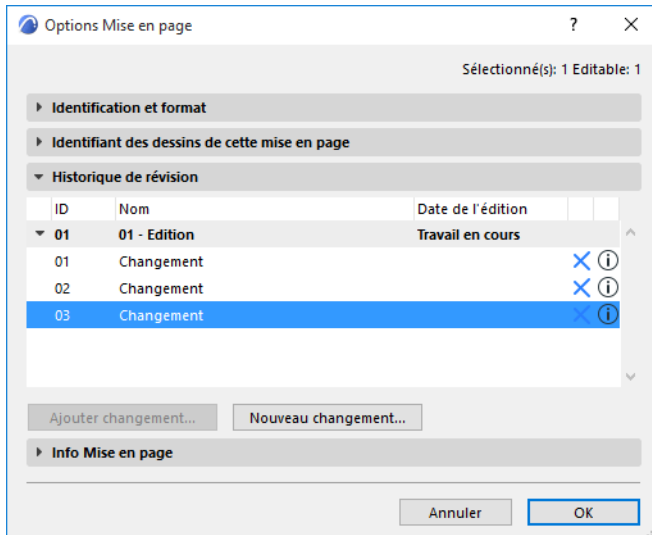 Options Mise en page ?
Sélectionné(s): 1 Editable: 1
Identification et format
Identifiant des dessins de cette mise en page
Historique de révision
ID Nom Date de l'édition
01 01 - Edition Travail en cours
01 Changement
02 Changement
03 Changement
Ajouter changement... Nouveau changement...
Info Mise en page
Annuler OK